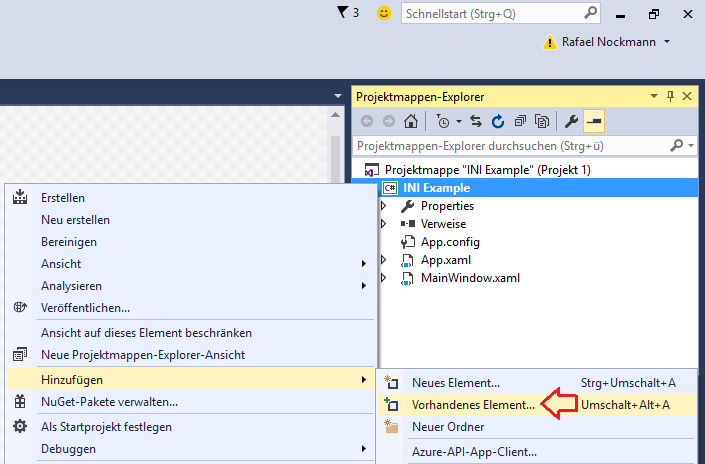 3
Schnellstart (Strg+Q)
Rafael Nockmann
Projektmappen-Explorer
Projektmappen-Explorer durchsuchen (Strg+ü)
Projektmappe "INI Example" (Projekt 1)
C# INI Example
Properties
Verweise
App.config
App.xaml
MainWindow.xaml
Erstellen
Neu erstellen
Bereinigen
Ansicht
Analysieren
Veröffentlichen...
Ansicht auf dieses Element beschränken
Neue Projektmappen-Explorer-Ansicht
Hinzufügen
NuGet-Pakete verwalten...
Als Startprojekt festlegen
Debuggen
Neues Element... Strg+Umschalt+A
Vorhandenes Element... Umschalt+Alt+A
Neuer Ordner
Azure-API-App-Client...